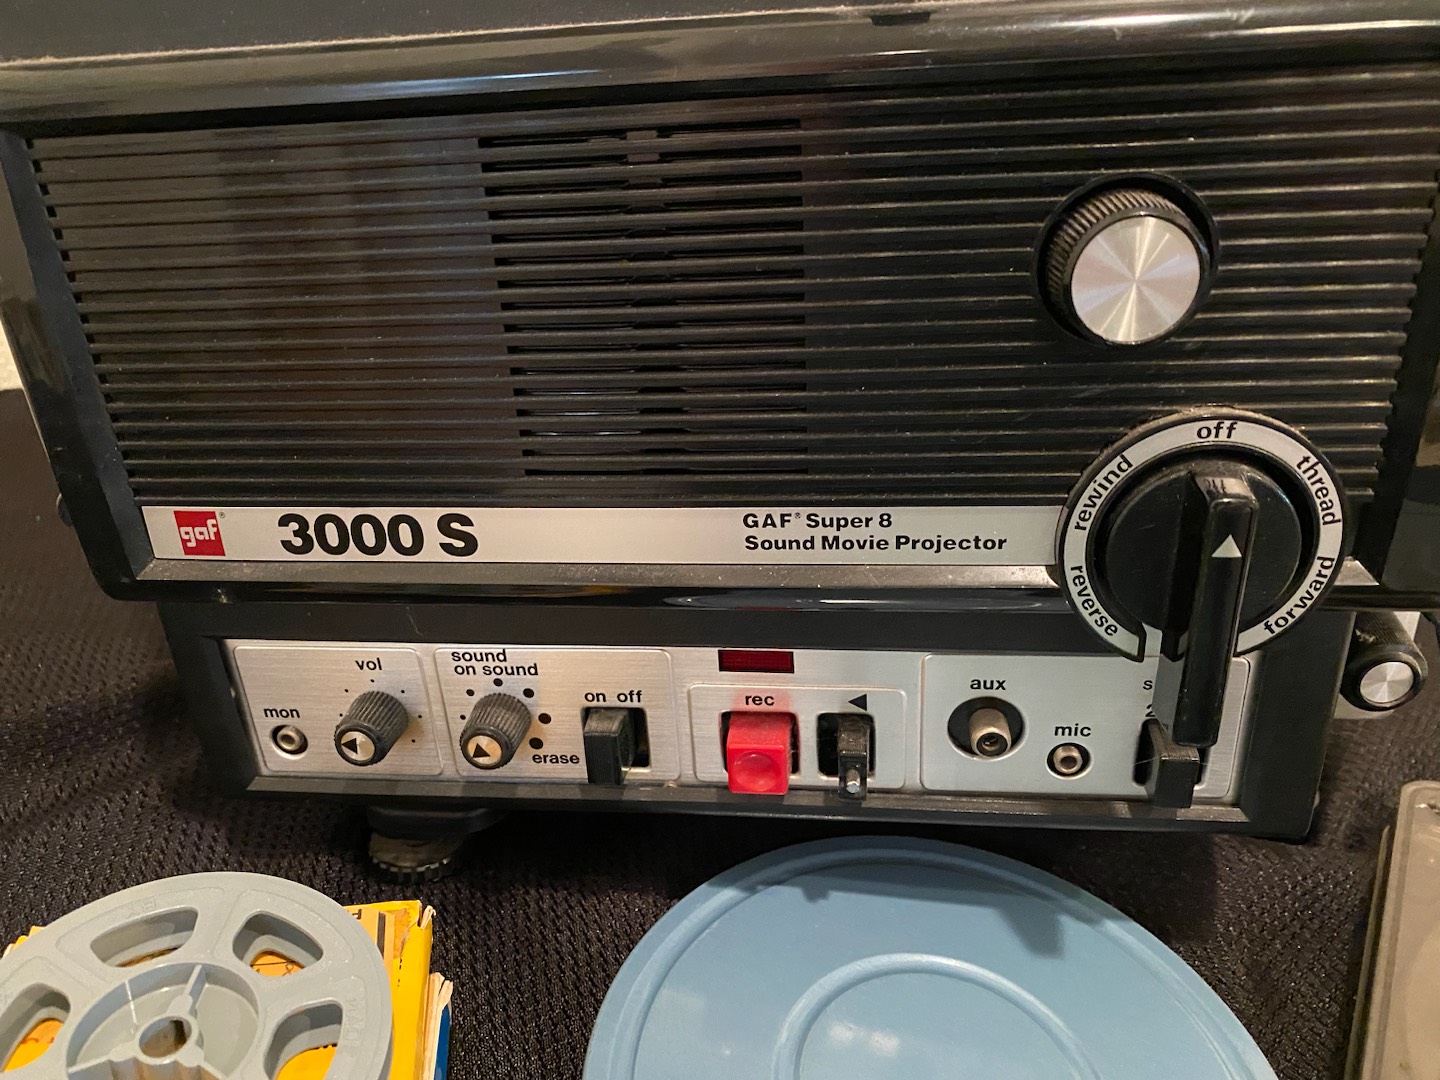 off
rewind
thread
reverse
forward
gaf®
3000 S
GAF® Super 8
Sound Movie Projector
mon
vol
sound
on sound
erase
on off
rec
aux
mic